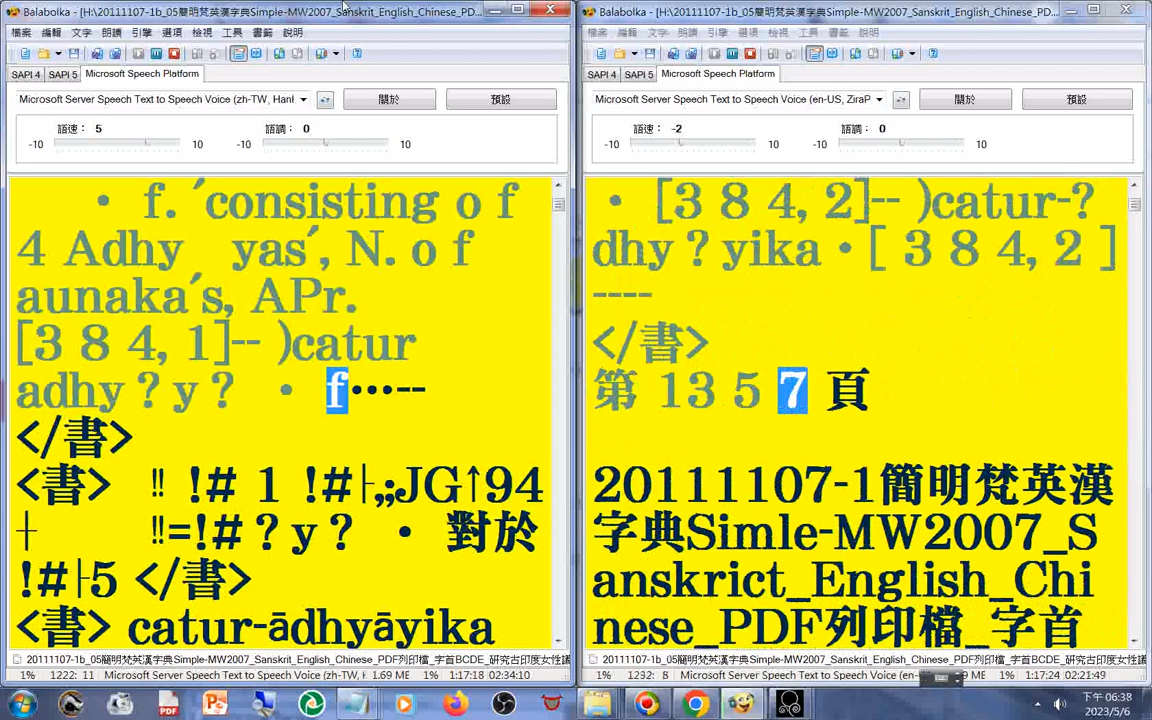 Balabolka - [H:\20111107-1b_05簡明梵英漢字典Simple-MW2007_Sanskrit_English_Chinese_PD...
檔案 編輯 文字 朗讀 引擎 選項 檢視 工具 書籤 說明
SAPI 4 SAPI 5 Microsoft Speech Platform
Microsoft Server Speech Text to Speech Voice (zh-TW, Hanl
關於 預設
語速： 5 語調： 0
-10 10 -10 10
• f. ´consisting o f
4 Adhy yas´, N. o f
aunaka´s, APr.
[3 8 4, 1]-- )catur
adhy ? y ? • f•••--
</書>
<書> ‼ !# 1 !#├,,;JG↑94
┼ ‼=!# ? y ? • 對於
!#├5 </書>
<書> catur-ādhyāyika
20111107-1b_05簡明梵英漢字典Simple-MW2007_Sanskrit_English_Chinese_PDF列印檔_字首BCDE_研究古印度女性議
1% 1222: 11 Microsoft Server Speech Text to Speech Voice (zh-TW, H 1.69 MB 1% 1:17:18 02:34:10
Balabolka - [H:\20111107-1b_05簡明梵英漢字典Simple-MW2007_Sanskrit_English_Chinese_PD...
檔案 編輯 文字 朗讀 引擎 選項 檢視 工具 書籤 說明
SAPI 4 SAPI 5 Microsoft Speech Platform
Microsoft Server Speech Text to Speech Voice (en-US, ZiraP
關於 預設
語速： -2 語調： 0
-10 10 -10 10
• [3 8 4, 2]-- )catur-?
dhy ? yika •[ 3 8 4, 2 ]
----
</書>
第 13 5 7 頁
20111107-1簡明梵英漢
字典Simle-MW2007_S
anskrict_English_Chi
nese_PDF列印檔_字首
20111107-1b_05簡明梵英漢字典Simple-MW2007_Sanskrit_English_Chinese_PDF列印檔_字首BCDE_研究古印度女性議
1% 1232: 8 Microsoft Server Speech Text to Speech Voice (en-US, ME 1% 1:17:24 02:21:49
下午 06:38
2023/5/6